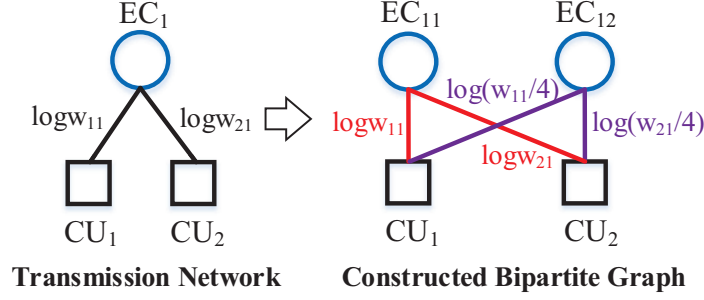 EC₁ EC₁₁ EC₁₂
log(w₁₁/4)
logw₁₁ logw₂₁ logw₁₁ log(w₂₁/4)
logw₂₁
CU₁ CU₂ CU₁ CU₂
Transmission Network Constructed Bipartite Graph